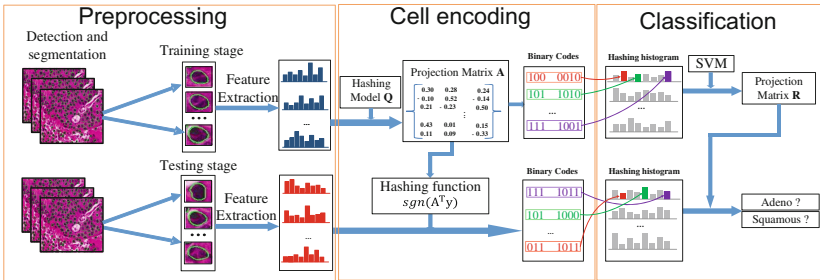 Preprocessing
Cell encoding
Classification
Detection and
segmentation
Training stage
Feature
Extraction
...
Hashing
Model Q
Projection Matrix A
0.30 0.28 0.24
- 0.10 0.52 - 0.14
0.21 - 0.23 0.50
⋮
0.43 0.01 0.15
0.11 0.09 - 0.33
Binary Codes
100 0010
101 1010
...
111 1001
Hashing histogram
...
SVM
Projection
Matrix R
Testing stage
Feature
Extraction
...
Hashing function
sgn(Aᵀy)
Binary Codes
111 1011
101 1000
...
011 1011
Hashing histogram
...
Adeno ?
Squamous ?